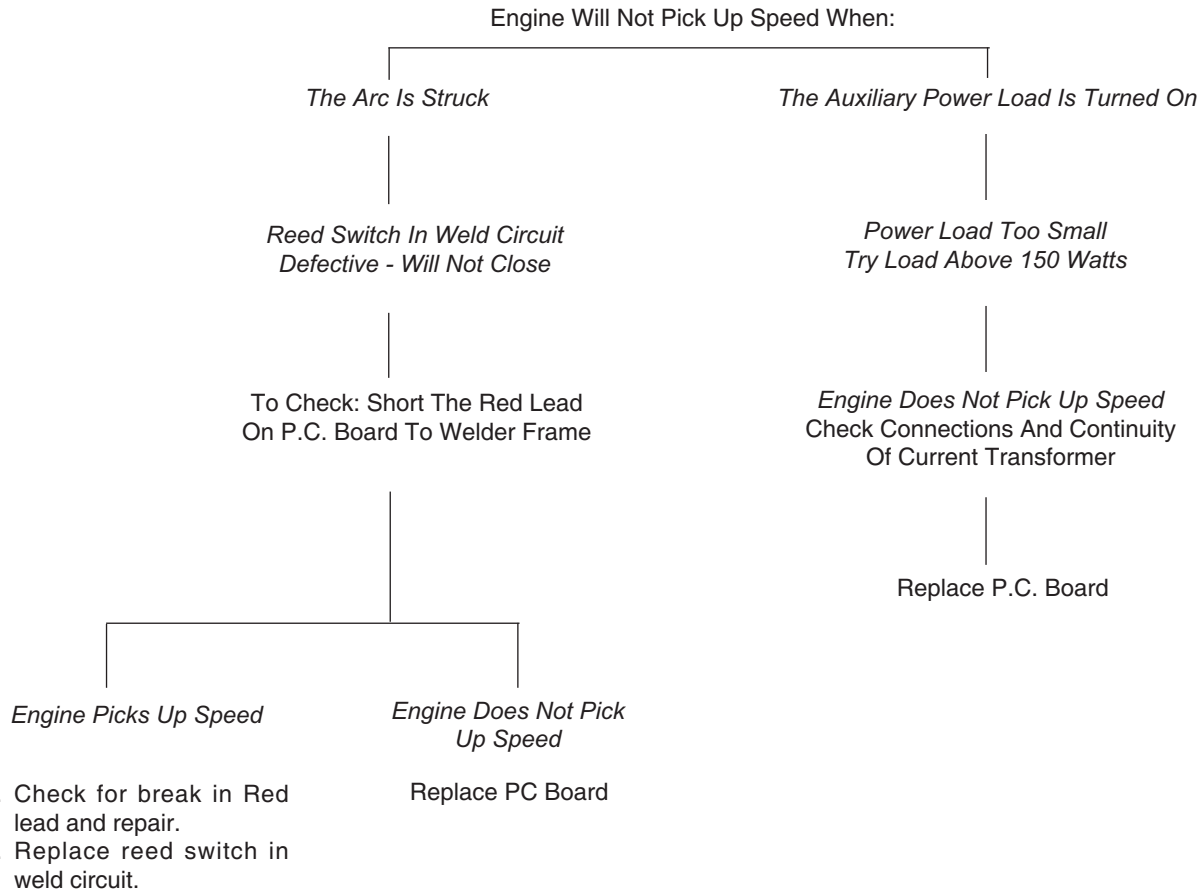 Engine Will Not Pick Up Speed When:
The Arc Is Struck
The Auxiliary Power Load Is Turned On
Reed Switch In Weld Circuit
Defective - Will Not Close
Power Load Too Small
Try Load Above 150 Watts
To Check: Short The Red Lead
On P.C. Board To Welder Frame
Engine Does Not Pick Up Speed
Check Connections And Continuity
Of Current Transformer
Replace P.C. Board
Engine Picks Up Speed
Engine Does Not Pick
Up Speed
Check for break in Red
lead and repair.
Replace reed switch in
weld circuit.
Replace PC Board